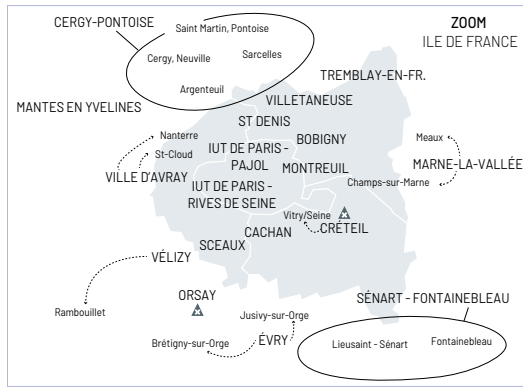 ZOOM
ILE DE FRANCE
CERGY-PONTOISE
Saint Martin, Pontoise
Cergy, Neuville
Sarcelles
Argenteuil
TREMBLAY-EN-FR.
MANTES EN YVELINES
VILLETANEUSE
ST DENIS
Nanterre
BOBIGNY
Meaux
St-Cloud
IUT DE PARIS -
PAJOL
MONTREUIL
MARNE-LA-VALLÉE
VILLE D'AVRAY
Champs-sur-Marne
IUT DE PARIS -
RIVES DE SEINE
Vitry/Seine
CRÉTEIL
CACHAN
SCEAUX
VÉLIZY
ORSAY
SÉNART - FONTAINEBLEAU
Rambouillet
Jusivy-sur-Orge
Brétigny-sur-Orge
ÉVRY
Lieusaint - Sénart
Fontainebleau